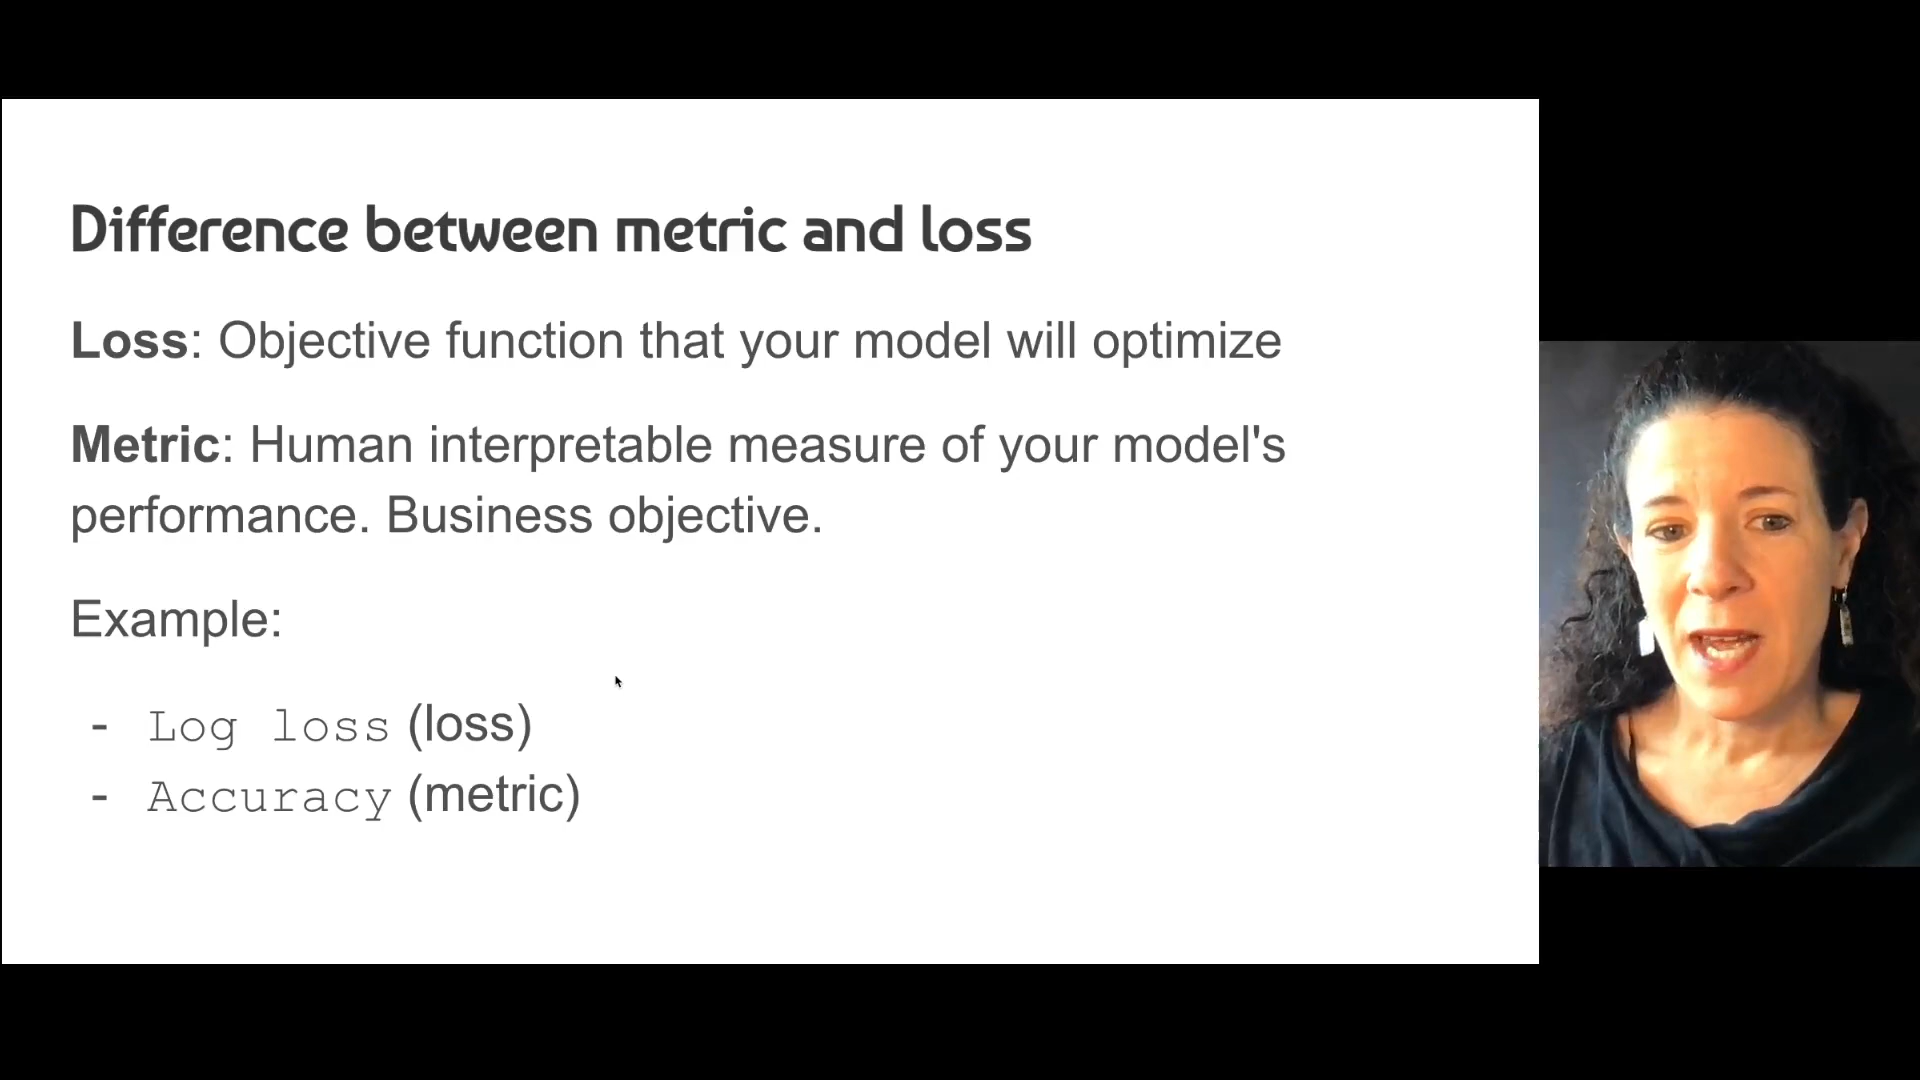 Difference between metric and loss
Loss: Objective function that your model will optimize
Metric: Human interpretable measure of your model's
performance. Business objective.
Example:
- Log loss (loss)
- Accuracy (metric)